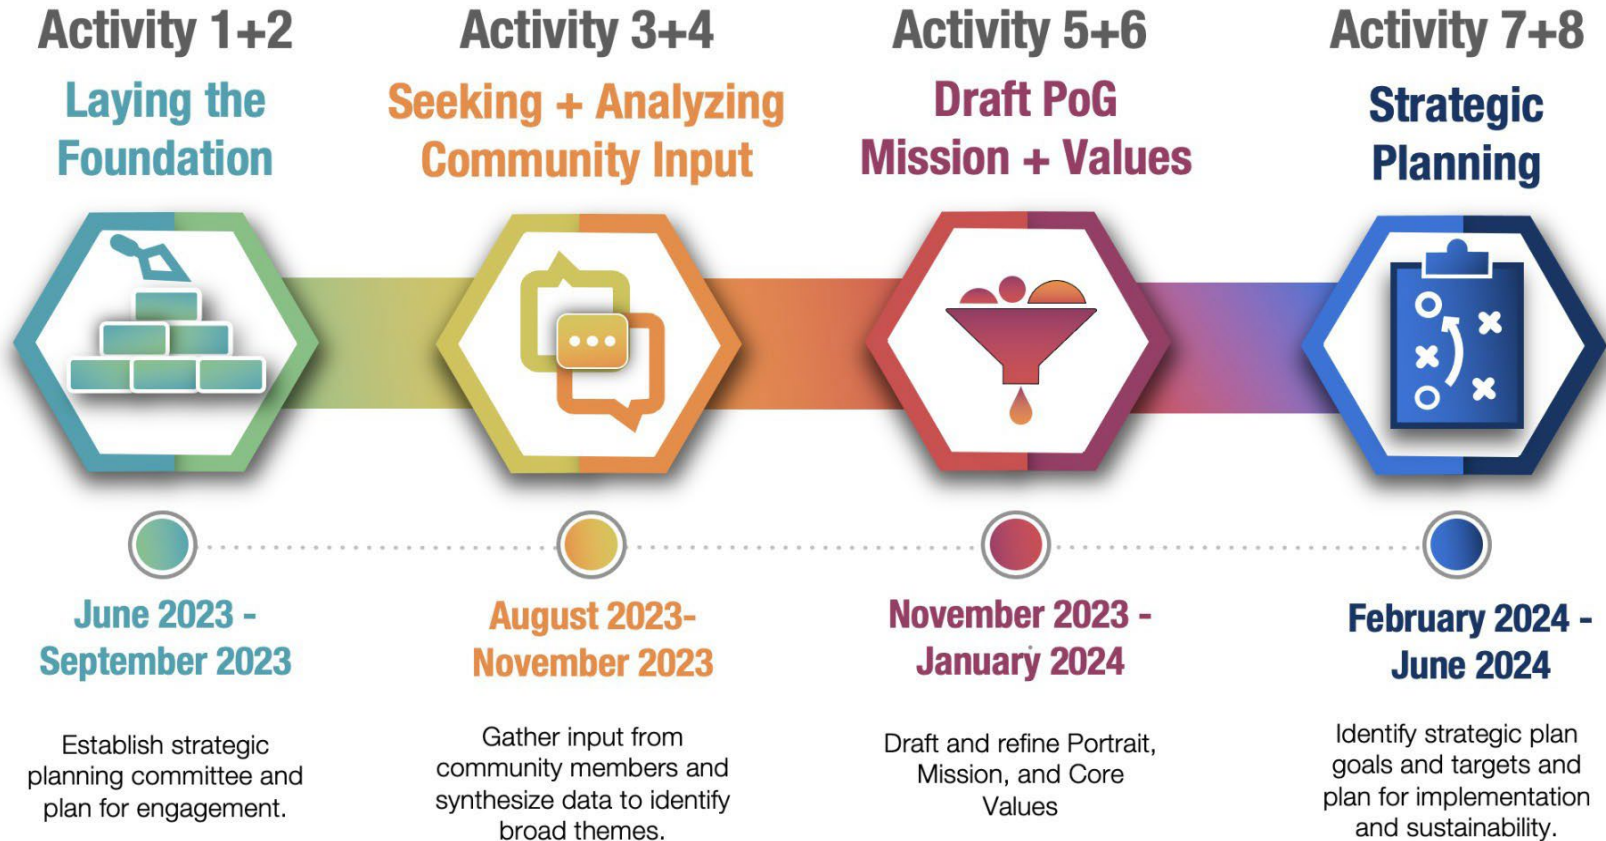 Activity 1+2
Laying the
Foundation
June 2023 -
September 2023
Establish strategic
planning committee and
plan for engagement.
Activity 3+4
Seeking + Analyzing
Community Input
August 2023-
November 2023
Gather input from
community members and
synthesize data to identify
broad themes.
Activity 5+6
Draft PoG
Mission + Values
November 2023 -
January 2024
Draft and refine Portrait,
Mission, and Core
Values
Activity 7+8
Strategic
Planning
February 2024 -
June 2024
Identify strategic plan
goals and targets and
plan for implementation
and sustainability.